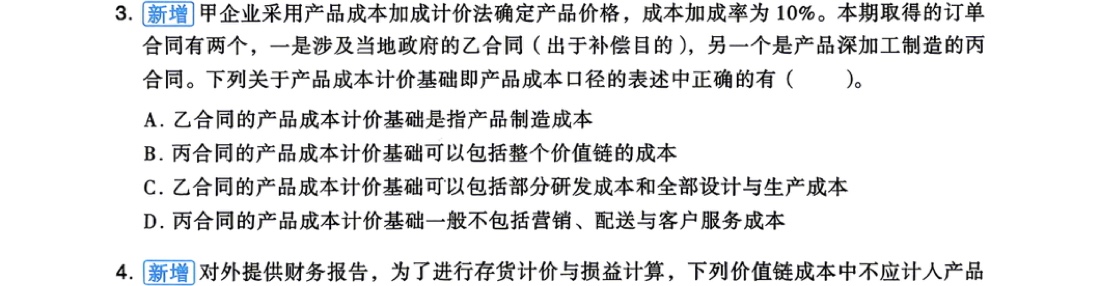 3. 新增 甲企业采用产品成本加成计价法确定产品价格，成本加成率为 10%。本期取得的订单
合同有两个，一是涉及当地政府的乙合同（出于补偿目的），另一个是产品深加工制造的丙
合同。下列关于产品成本计价基础即产品成本口径的表述中正确的有（　　）。
A. 乙合同的产品成本计价基础是指产品制造成本
B. 丙合同的产品成本计价基础可以包括整个价值链的成本
C. 乙合同的产品成本计价基础可以包括部分研发成本和全部设计与生产成本
D. 丙合同的产品成本计价基础一般不包括营销、配送与客户服务成本
4. 新增 对外提供财务报告，为了进行存货计价与损益计算，下列价值链成本中不应计人产品